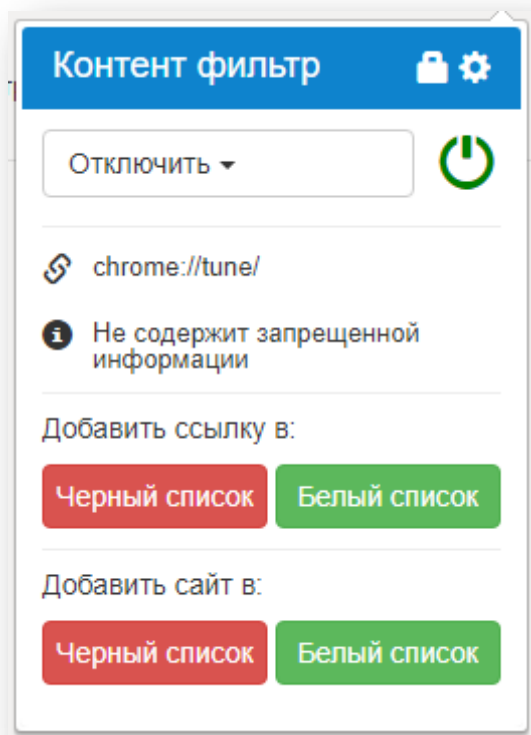 Контент фильтр
Отключить
chrome://tune/
Не содержит запрещенной
информации
Добавить ссылку в:
Черный список Белый список
Добавить сайт в:
Черный список Белый список